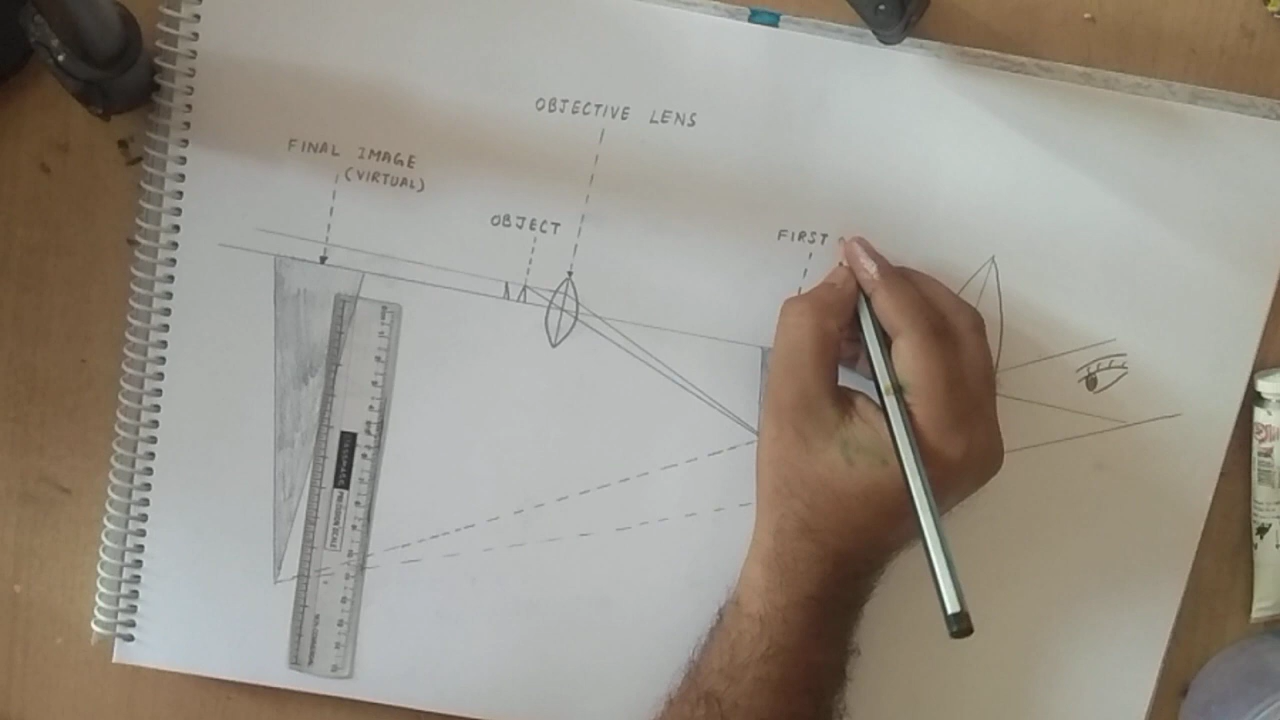 OBJECTIVE LENS
FINAL IMAGE
(VIRTUAL)
OBJECT
FIRST